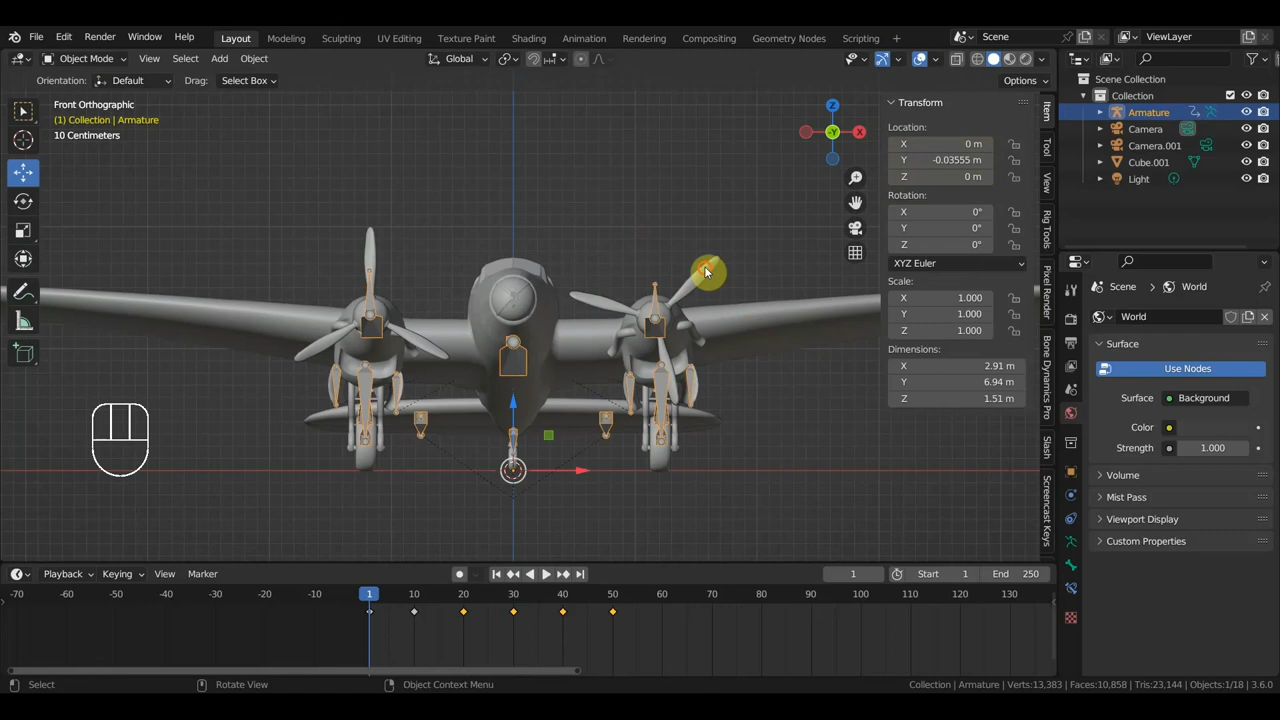 File Edit Render Window Help Layout Modeling Sculpting UV Editing Texture Paint Shading Animation Rendering Compositing Geometry Nodes Scripting + Scene ViewLayer
Object Mode View Select Add Object Global Options
Orientation: Default Drag: Select Box
Front Orthographic
(1) Collection | Armature
10 Centimeters
Z
X
-Y
Transform
Location:
X 0 m
Y -0.03555 m
Z 0 m
Rotation:
X 0°
Y 0°
Z 0°
XYZ Euler
Scale:
X 1.000
Y 1.000
Z 1.000
Dimensions:
X 2.91 m
Y 6.94 m
Z 1.51 m
Item
Tool
View
Rig Tools
Pixel Render
Bone Dynamics Pro
Slash
Screencast Keys
Scene Collection
Collection
Armature
Camera
Camera.001
Cube.001
Light
Scene World
World
Surface
Use Nodes
Surface Background
Color
Strength 1.000
Volume
Mist Pass
Viewport Display
Custom Properties
Playback Keying View Marker 1 Start 1 End 250
-70 -60 -50 -40 -30 -20 -10 1 10 20 30 40 50 60 70 80 90 100 110 120 130
Select Rotate View Object Context Menu Collection | Armature | Verts:13,383 | Faces:10,858 | Tris:23,144 | Objects:1/18 | 3.6.0